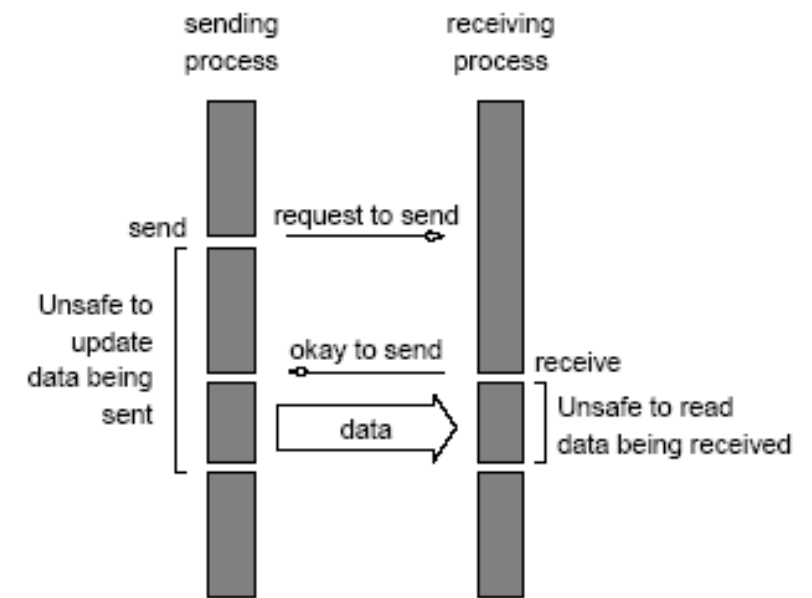 sending
process
receiving
process
send
request to send
Unsafe to
update
data being
sent
okay to send
receive
data
Unsafe to read
data being received